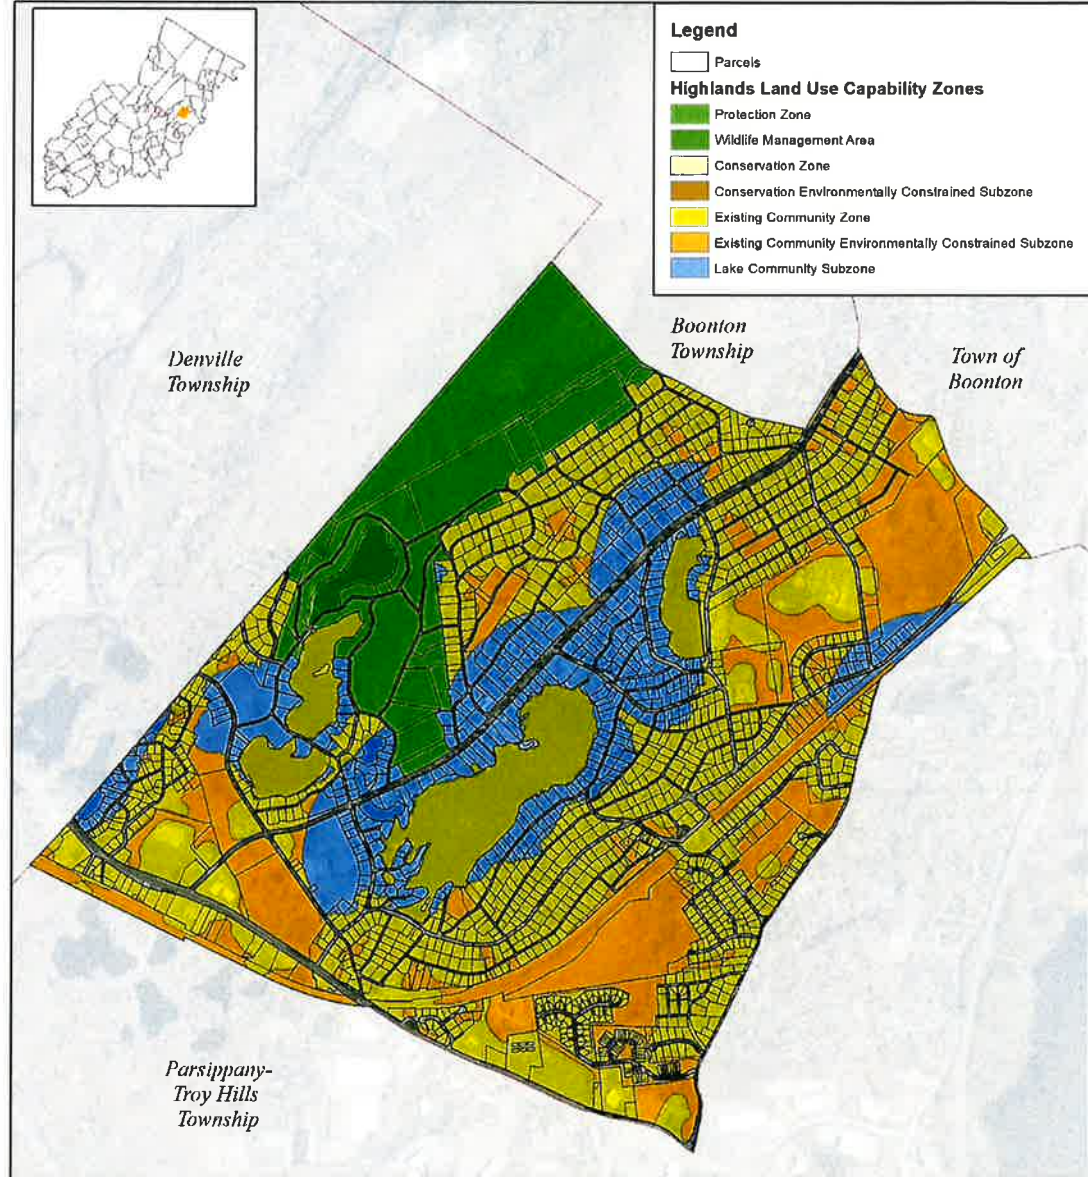 Legend
Parcels
Highlands Land Use Capability Zones
Protection Zone
Wildlife Management Area
Conservation Zone
Conservation Environmentally Constrained Subzone
Existing Community Zone
Existing Community Environmentally Constrained Subzone
Lake Community Subzone
Denville
Township
Boonton
Township
Town of
Boonton
Parsippany-
Troy Hills
Township